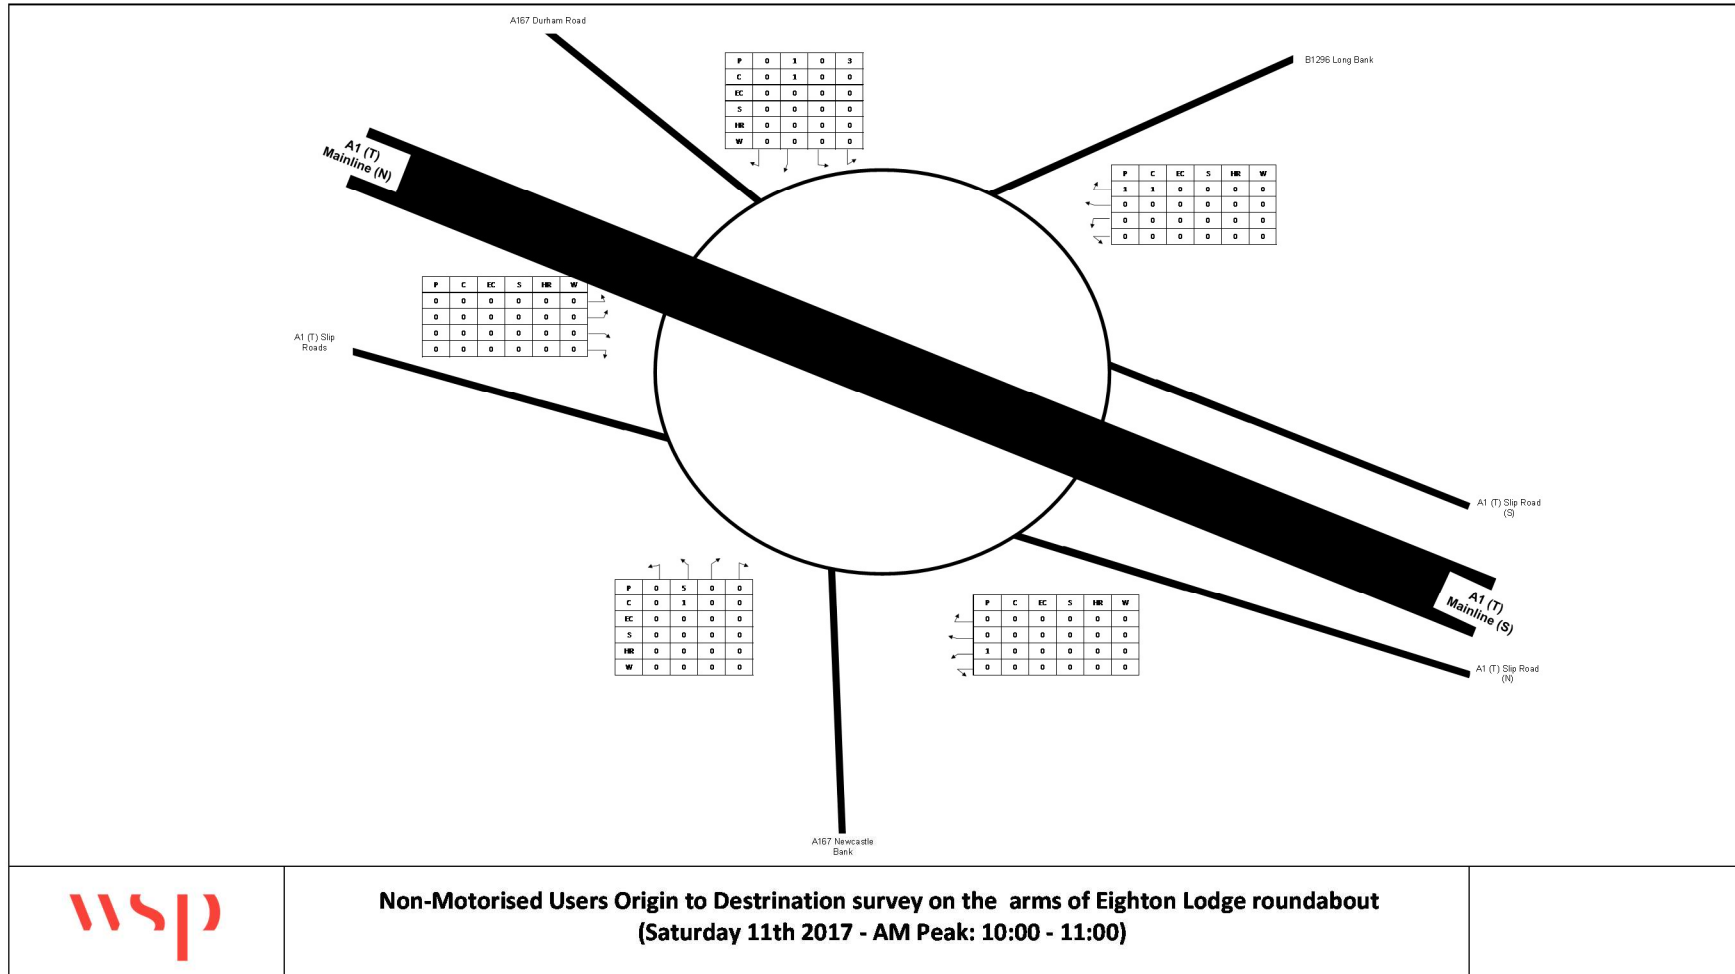 A167 Durham Road
B1296 Long Bank
P 0 1 0 3
C 0 1 0 0
EC 0 0 0 0
S 0 0 0 0
HR 0 0 0 0
W 0 0 0 0
A1 (T)
Mainline (N)
P C EC S HR W
1 1 0 0 0 0
0 0 0 0 0 0
0 0 0 0 0 0
0 0 0 0 0 0
P C EC S HR W
0 0 0 0 0 0
0 0 0 0 0 0
0 0 0 0 0 0
0 0 0 0 0 0
A1 (T) Slip
Roads
A1 (T) Slip Road
(S)
P 0 5 0 0
C 0 1 0 0
EC 0 0 0 0
S 0 0 0 0
HR 0 0 0 0
W 0 0 0 0
P C EC S HR W
0 0 0 0 0 0
0 0 0 0 0 0
1 0 0 0 0 0
0 0 0 0 0 0
A1 (T)
Mainline (S)
A1 (T) Slip Road
(N)
A167 Newcastle
Bank
wsp
Non-Motorised Users Origin to Destrination survey on the arms of Eighton Lodge roundabout
(Saturday 11th 2017 - AM Peak: 10:00 - 11:00)